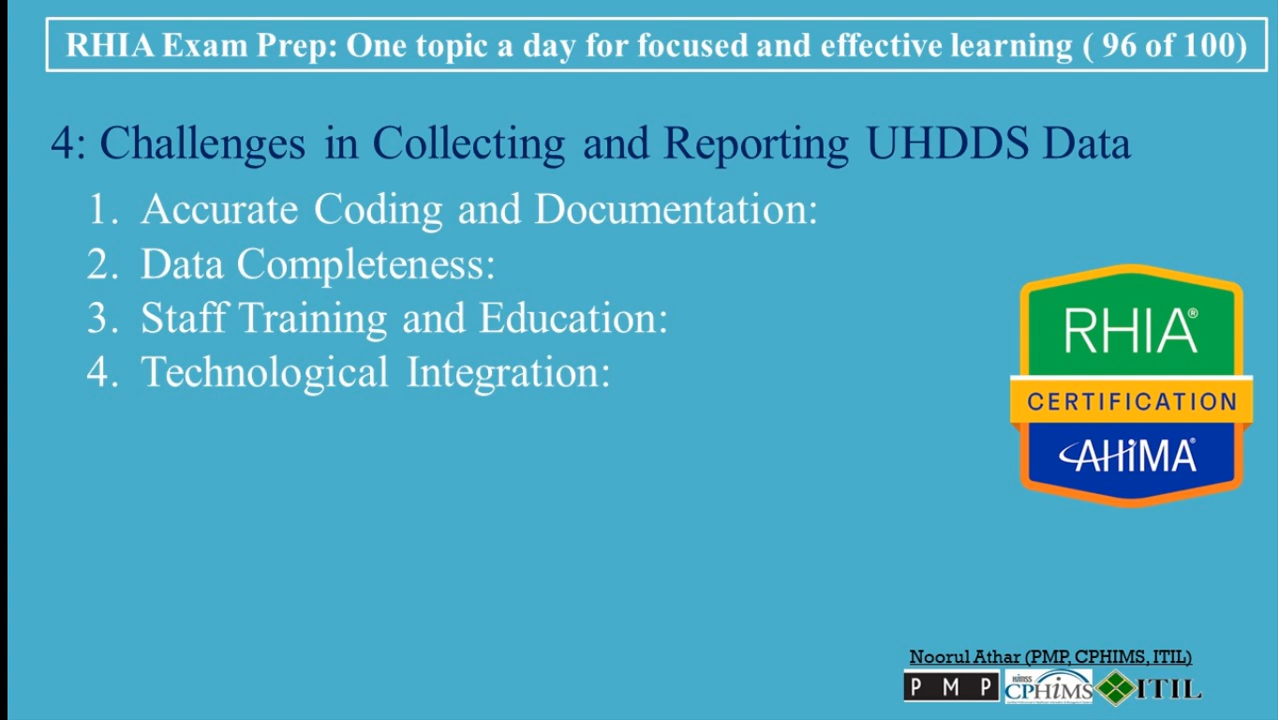 RHIA Exam Prep: One topic a day for focused and effective learning ( 96 of 100)
4: Challenges in Collecting and Reporting UHDDS Data
1. Accurate Coding and Documentation:
2. Data Completeness:
3. Staff Training and Education:
4. Technological Integration:
RHIA®
CERTIFICATION
AHiMA®
Noorul Athar (PMP, CPHIMS, ITIL)
P M P
himss
CPHiMS
ITIL